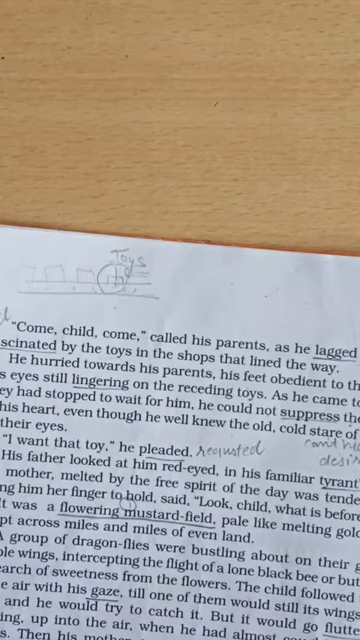 Toys
"Come, child, come," called his parents, as he lagged
scinated by the toys in the shops that lined the way.
He hurried towards his parents, his feet obedient to th
s eyes still lingering on the receding toys. As he came to
ey had stopped to wait for him, he could not suppress the
his heart, even though he well knew the old, cold stare of
their eyes.
"I want that toy," he pleaded. requested
His father looked at him red-eyed, in his familiar tyrant'
mother, melted by the free spirit of the day was tende
ng him her finger to hold, said, "Look, child, what is before
It was a flowering mustard-field, pale like melting gold
pt across miles and miles of even land.
A group of dragon-flies were bustling about on their g
ple wings, intercepting the flight of a lone black bee or but
earch of sweetness from the flowers. The child followed
e air with his gaze, till one of them would still its wings
and he would try to catch it. But it would go flutte
ing, up into the air, when he had almost
s. Then his mother